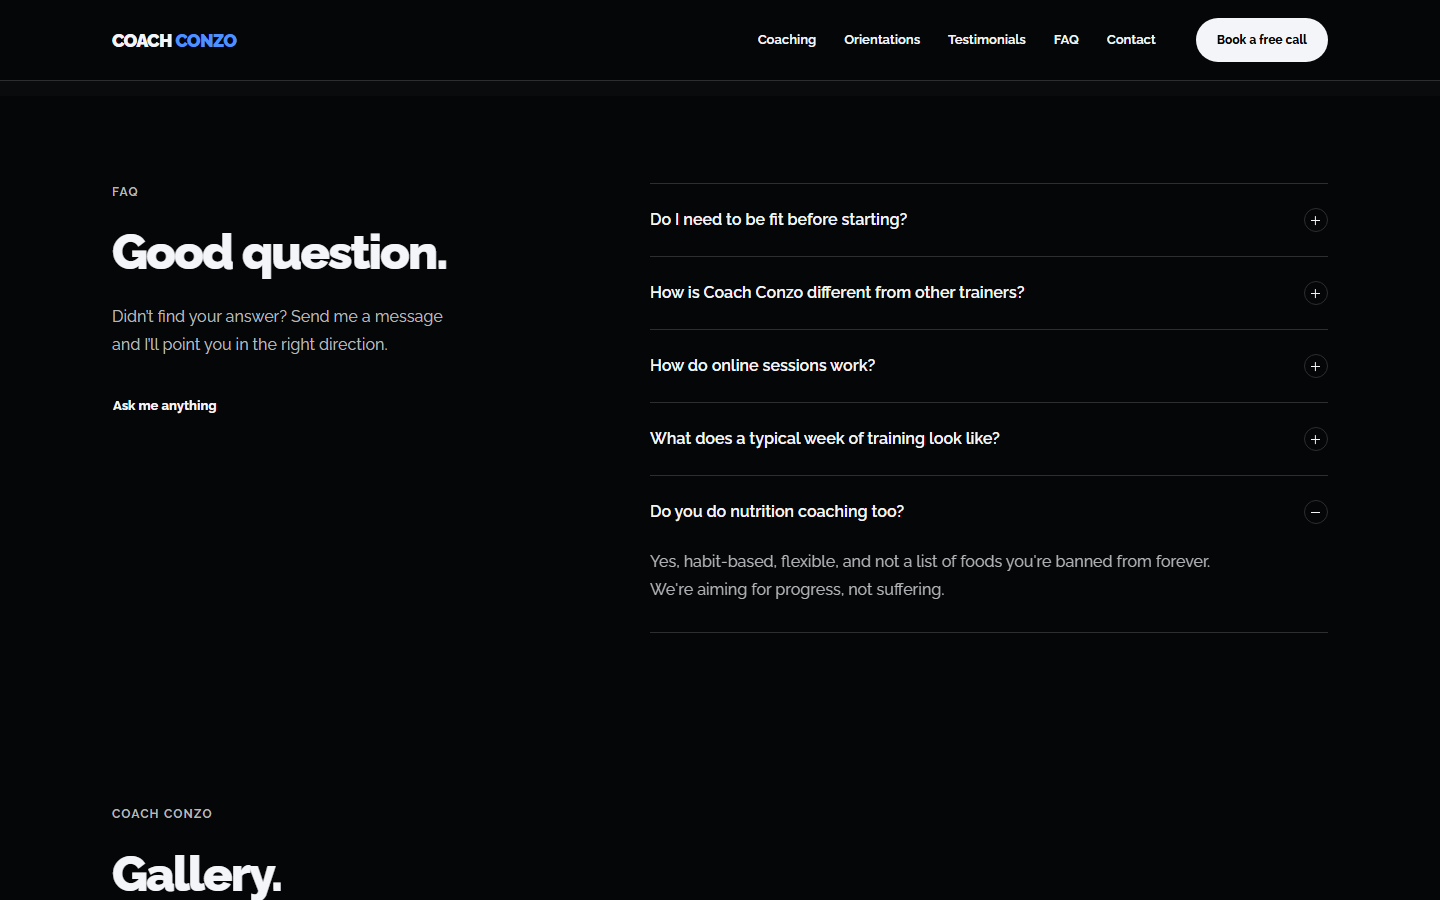 COACH CONZO
Coaching
Orientations
Testimonials
FAQ
Contact
Book a free call
FAQ
Good question.
Didn't find your answer? Send me a message
and I'll point you in the right direction.
Ask me anything
Do I need to be fit before starting?
How is Coach Conzo different from other trainers?
How do online sessions work?
What does a typical week of training look like?
Do you do nutrition coaching too?
Yes, habit-based, flexible, and not a list of foods you're banned from forever.
We're aiming for progress, not suffering.
COACH CONZO
Gallery.